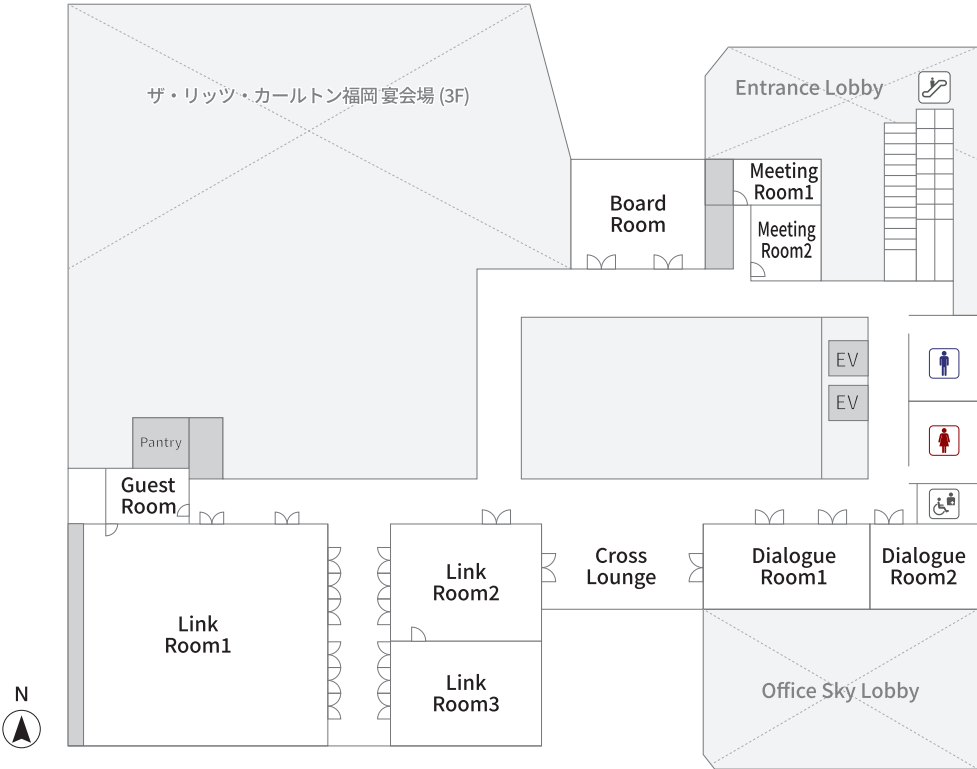 ザ・リッツ・カールトン福岡 宴会場 (3F)
Entrance Lobby
Board
Room
Meeting
Room1
Meeting
Room2
EV
EV
Pantry
Guest
Room
Link
Room1
Link
Room2
Link
Room3
Cross
Lounge
Dialogue
Room1
Dialogue
Room2
Office Sky Lobby
N